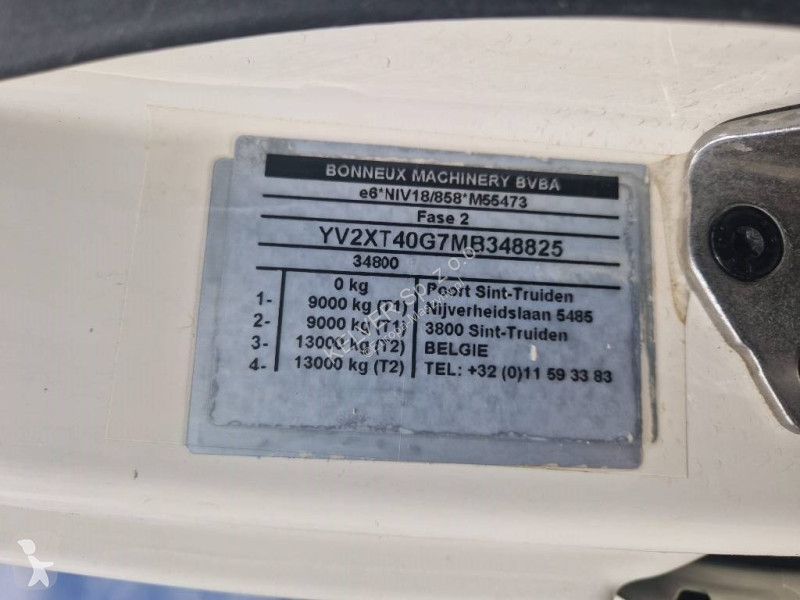 BONNEUX MACHINERY BVBA
e6*NIV18/858*M55473
Fase 2
YV2XT40G7MB348825
34800
0 kg
1- 9000 kg (T1)
2- 9000 kg (T1)
3- 13000 kg (T2)
4- 13000 kg (T2)
Poort Sint-Truiden
Nijverheidslaan 5485
3800 Sint-Truiden
BELGIE
TEL: +32 (0)11 59 33 83
KELVER Sp. z o.o.